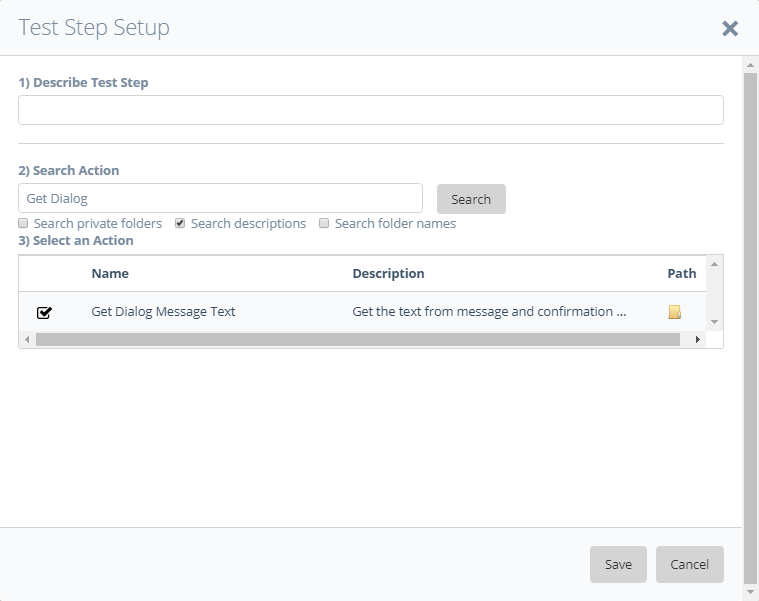 Test Step Setup
1) Describe Test Step
2) Search Action
Get Dialog Search
Search private folders Search descriptions Search folder names
3) Select an Action
Name Description Path
Get Dialog Message Text Get the text from message and confirmation ...
Save Cancel